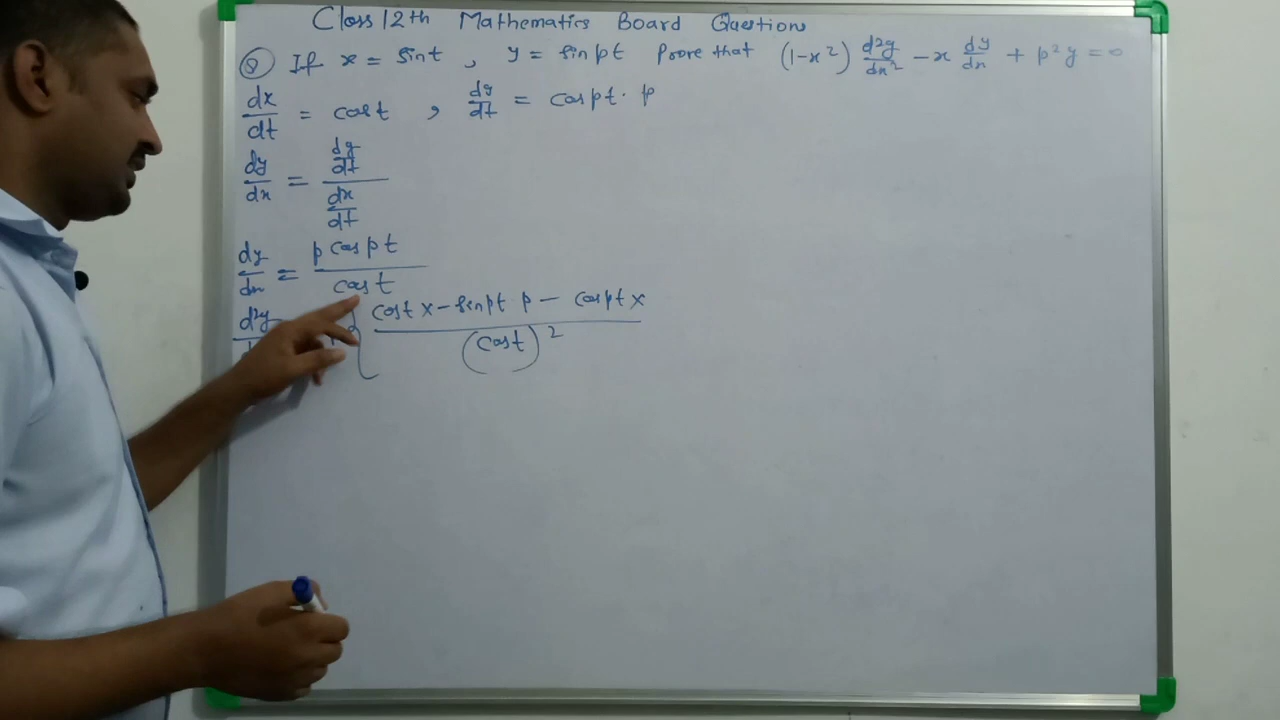 Class 12th Mathematics Board Questions
Q If x = sint , y = sinpt Prove that (1-x²) d²y/dx² - x dy/dx + p²y = 0
dx/dt = cost , dy/dt = cospt · p
dy/dx = dy/dt / dx/dt
dy/dx = p cospt / cost
d²y { cost x - sinpt p - cospt x / (cost)²